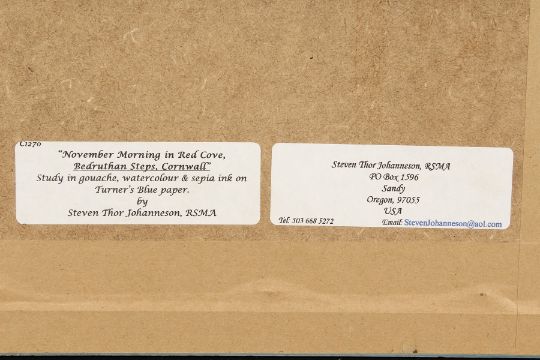 C1270
"November Morning in Red Cove,
Bedruthan Steps, Cornwall"
Study in gouache, watercolour & sepia ink on
Turner's Blue paper.
by
Steven Thor Johanneson, RSMA
Steven Thor Johanneson, RSMA
PO Box 1596
Sandy
Oregon, 97055
USA
Tel: 503 668 5272 Email: StevenJohanneson@aol.com